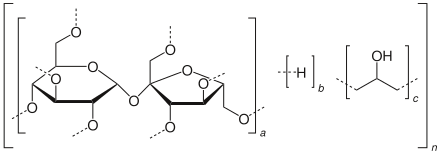 O O
O O OH
O O H b
O O c
O O O
O O a n